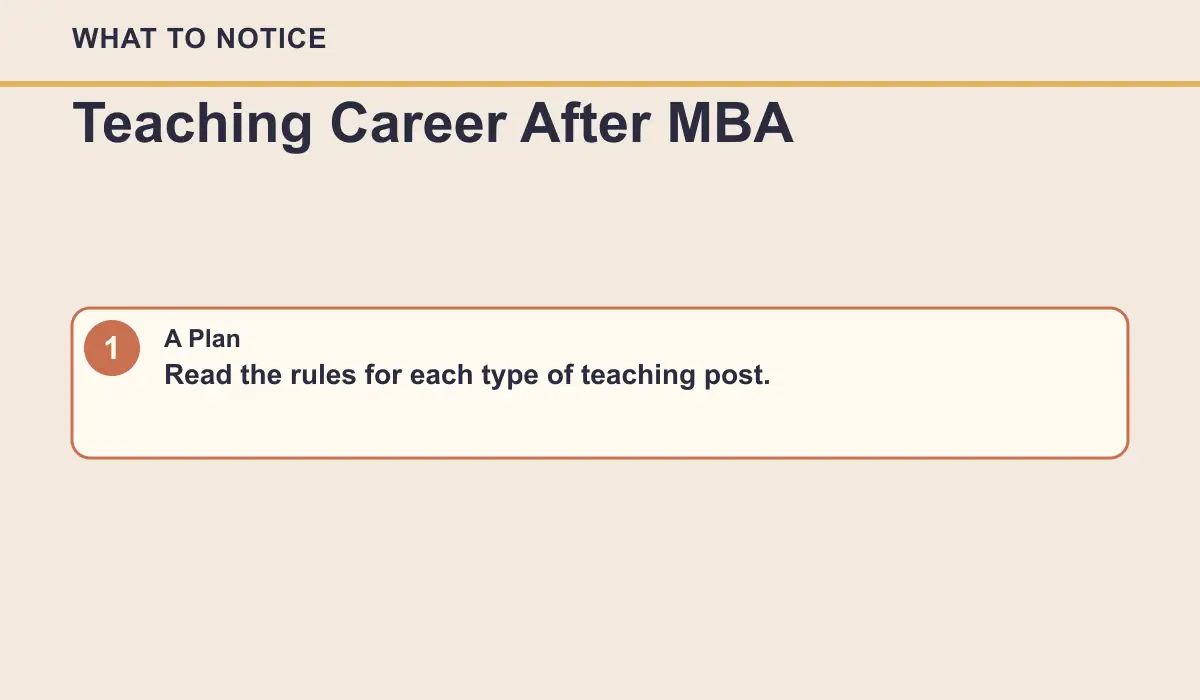 WHAT TO NOTICE
Teaching Career After MBA
1
A Plan
Read the rules for each type of teaching post.